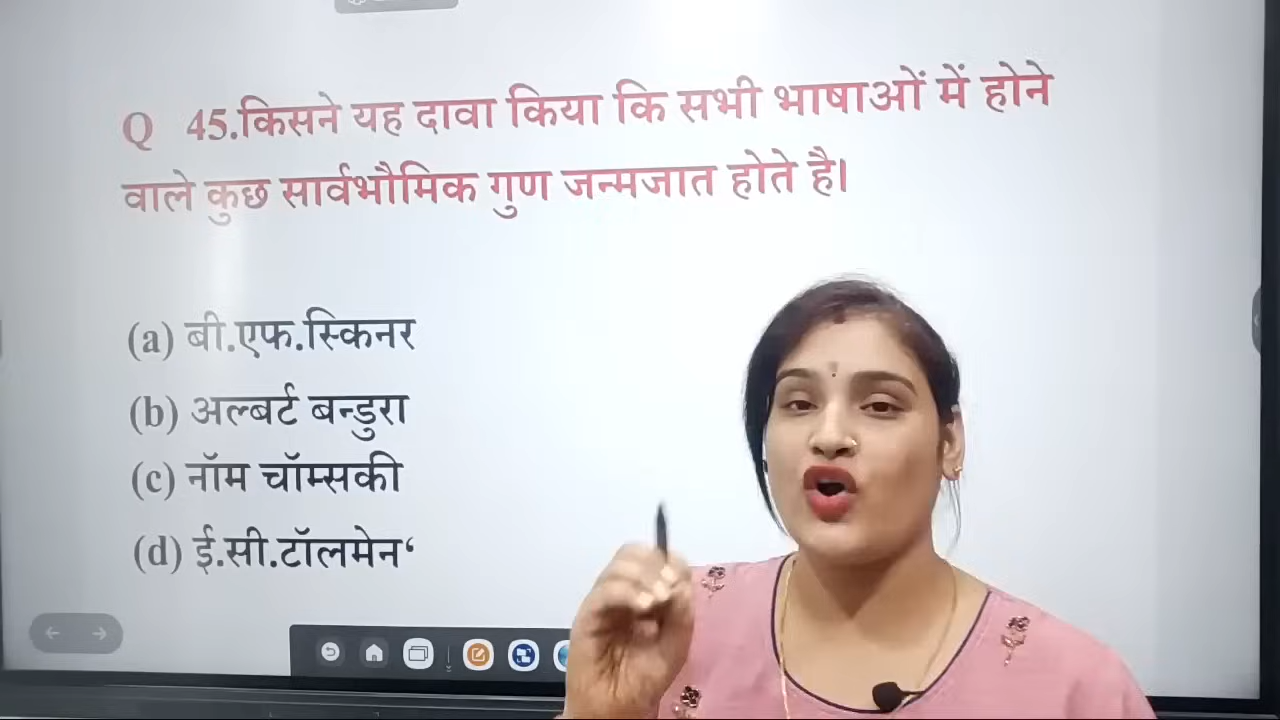 Q 45.किसने यह दावा किया कि सभी भाषाओं में होने
वाले कुछ सार्वभौमिक गुण जन्मजात होते है।
(a) बी.एफ.स्किनर
(b) अल्बर्ट बन्डुरा
(c) नॉम चॉम्सकी
(d) ई.सी.टॉलमेन‘